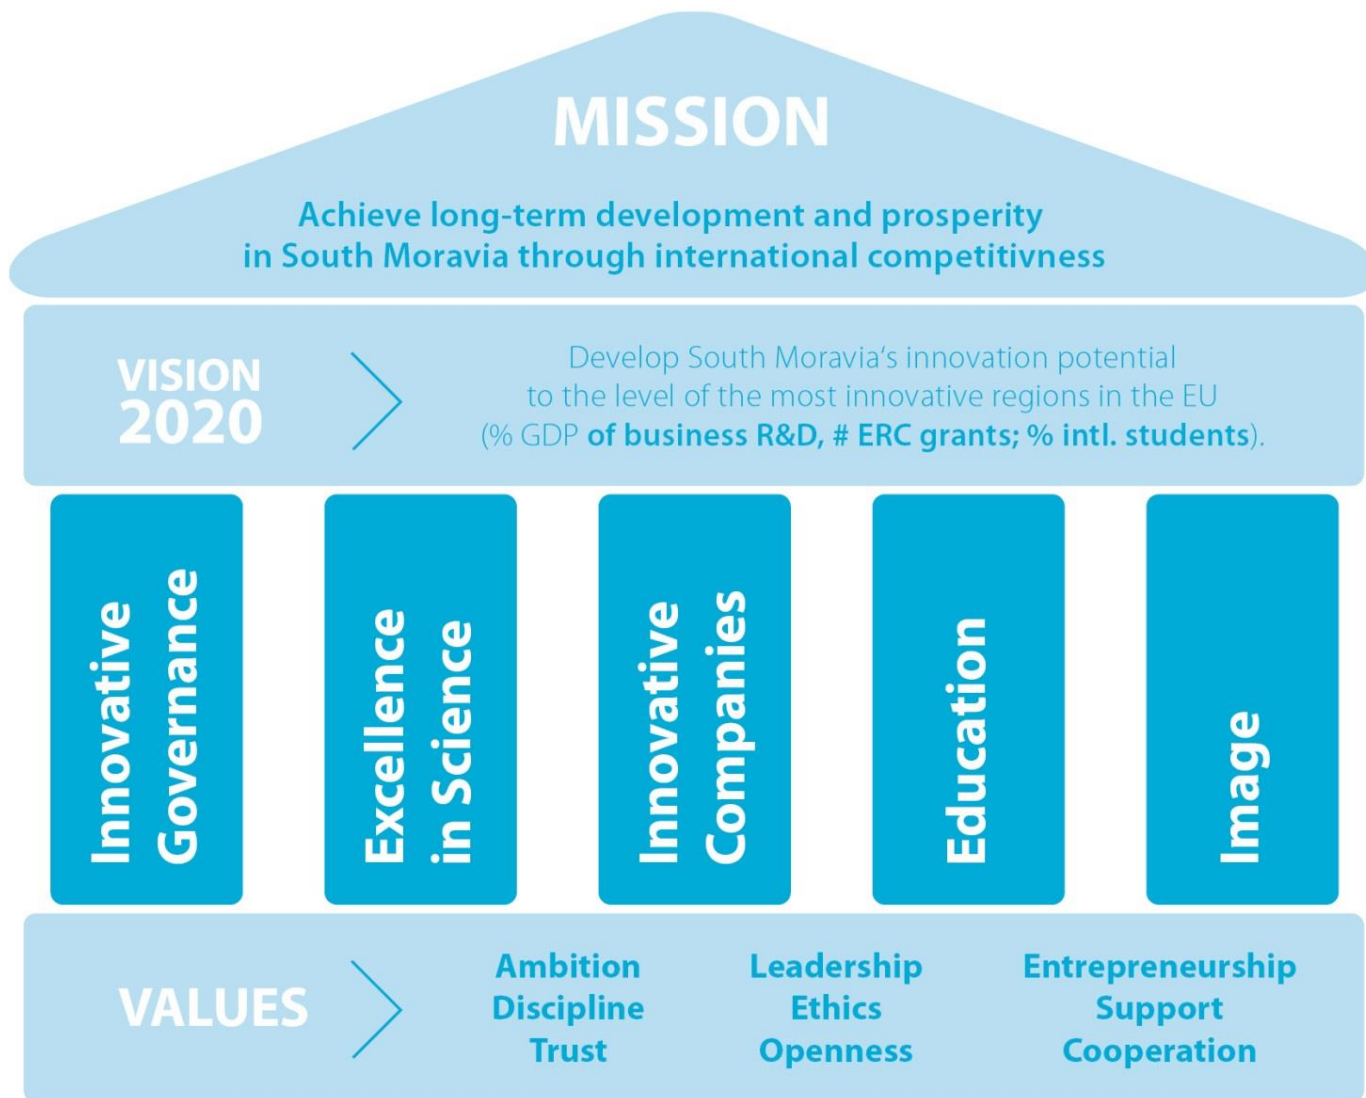 MISSION
Achieve long-term development and prosperity
in South Moravia through international competitivness
VISION
2020
Develop South Moravia‘s innovation potential
to the level of the most innovative regions in the EU
(% GDP of business R&D, # ERC grants; % intl. students).
Innovative
Governance
Excellence
in Science
Innovative
Companies
Education
Image
VALUES
Ambition
Discipline
Trust
Leadership
Ethics
Openness
Entrepreneurship
Support
Cooperation